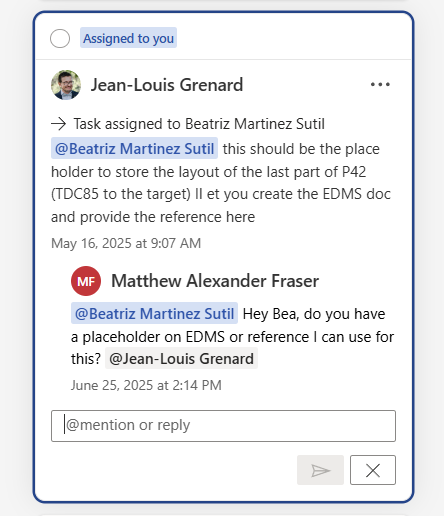 Assigned to you
Jean-Louis Grenard
Task assigned to Beatriz Martinez Sutil
@Beatriz Martinez Sutil this should be the place
holder to store the layout of the last part of P42
(TDC85 to the target) II et you create the EDMS doc
and provide the reference here
May 16, 2025 at 9:07 AM
MF Matthew Alexander Fraser
@Beatriz Martinez Sutil Hey Bea, do you have
a placeholder on EDMS or reference I can use for
this? @Jean-Louis Grenard
June 25, 2025 at 2:14 PM
@mention or reply